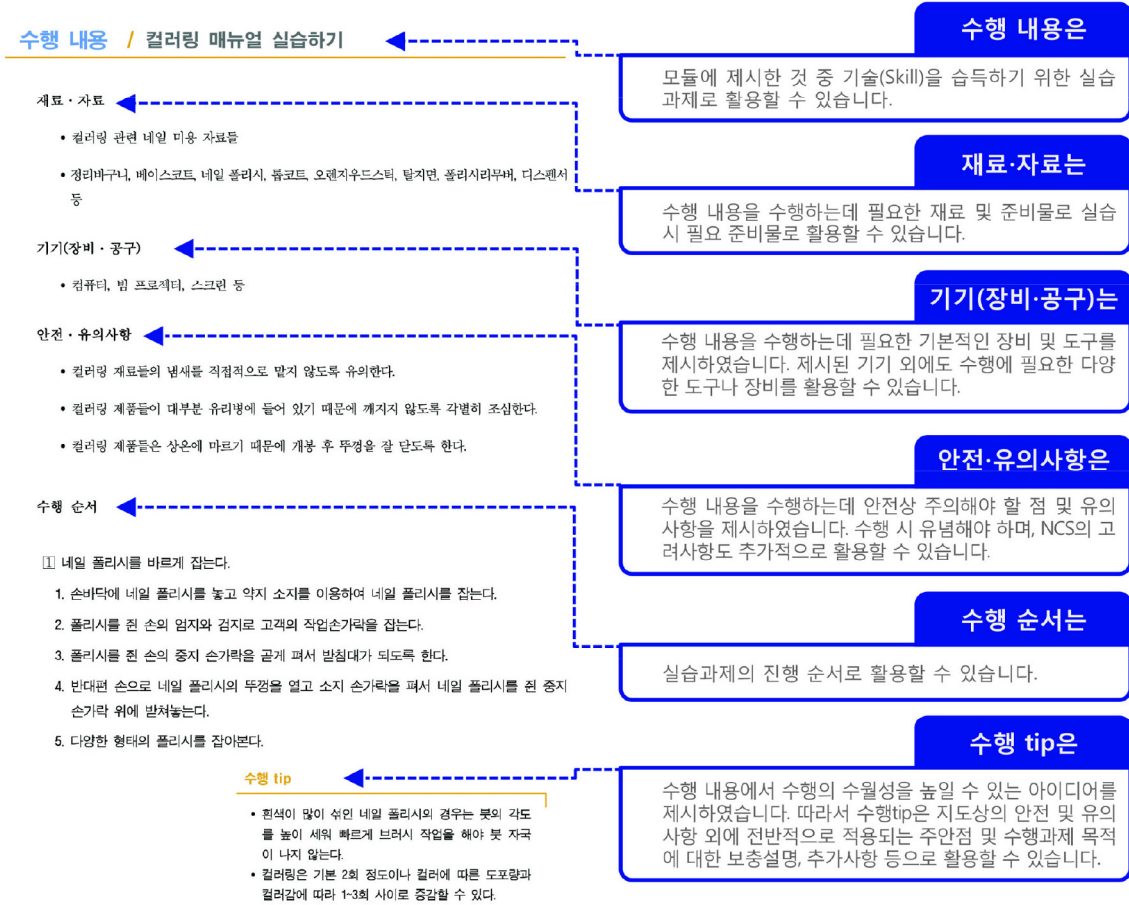 수행 내용 / 컬러링 매뉴얼 실습하기
재료·자료
• 컬러링 관련 네일 미용 자료들
• 정리바구니, 베이스코트, 네일 폴리시, 톱코트, 오렌지우드스틱, 탈지면, 폴리시리무버, 디스펜서
등
기기(장비·공구)
• 컴퓨터, 빔 프로젝터, 스크린 등
안전·유의사항
• 컬러링 재료들의 냄새를 직접적으로 맡지 않도록 유의한다.
• 컬러링 제품들이 대부분 유리병에 들어 있기 때문에 깨지지 않도록 각별히 조심한다.
• 컬러링 제품들은 상온에 마르기 때문에 개봉 후 뚜껑을 잘 닫도록 한다.
수행 순서
1 네일 폴리시를 바르게 잡는다.
1. 손바닥에 네일 폴리시를 놓고 약지 소지를 이용하여 네일 폴리시를 잡는다.
2. 폴리시를 쥔 손의 엄지와 검지로 고객의 작업손가락을 잡는다.
3. 폴리시를 쥔 손의 중지 손가락을 곧게 펴서 받침대가 되도록 한다.
4. 반대편 손으로 네일 폴리시의 뚜껑을 열고 소지 손가락을 펴서 네일 폴리시를 쥔 중지
손가락 위에 받쳐놓는다.
5. 다양한 형태의 폴리시를 잡아본다.
수행 tip
• 흰색이 많이 섞인 네일 폴리시의 경우는 붓의 각도
를 높이 세워 빠르게 브러시 작업을 해야 붓 자국
이 나지 않는다.
• 컬러링은 기본 2회 정도이나 컬러에 따른 도포량과
컬러감에 따라 1~3회 사이로 증감할 수 있다.
수행 내용은
모듈에 제시한 것 중 기술(Skill)을 습득하기 위한 실습
과제로 활용할 수 있습니다.
재료·자료는
수행 내용을 수행하는데 필요한 재료 및 준비물로 실습
시 필요 준비물로 활용할 수 있습니다.
기기(장비·공구)는
수행 내용을 수행하는데 필요한 기본적인 장비 및 도구를
제시하였습니다. 제시된 기기 외에도 수행에 필요한 다양
한 도구나 장비를 활용할 수 있습니다.
안전·유의사항은
수행 내용을 수행하는데 안전상 주의해야 할 점 및 유의
사항을 제시하였습니다. 수행 시 유념해야 하며, NCS의 고
려사항도 추가적으로 활용할 수 있습니다.
수행 순서는
실습과제의 진행 순서로 활용할 수 있습니다.
수행 tip은
수행 내용에서 수행의 수월성을 높일 수 있는 아이디어를
제시하였습니다. 따라서 수행tip은 지도상의 안전 및 유의
사항 외에 전반적으로 적용되는 주안점 및 수행과제 목적
에 대한 보충설명, 추가사항 등으로 활용할 수 있습니다.